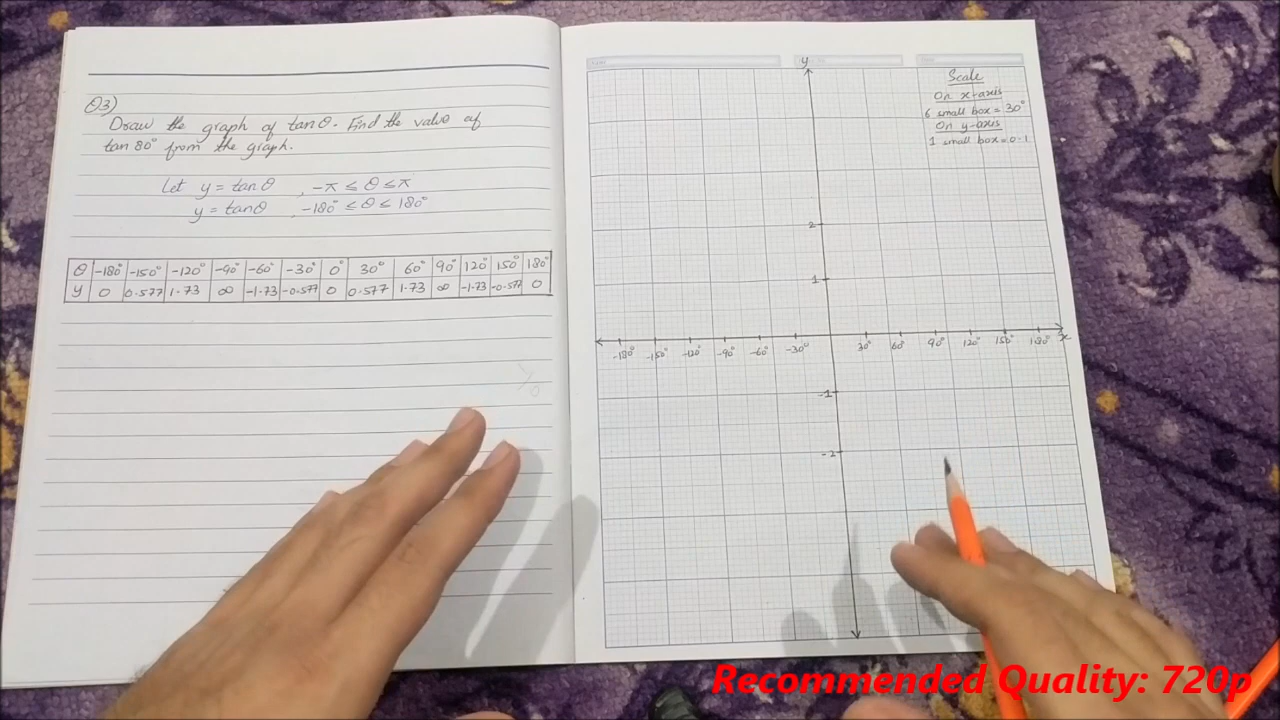 Q3)
Draw the graph of tanθ. Find the value of
tan 80° from the graph.
Let y = tanθ , -π ≤ θ ≤ π
y = tanθ , -180° ≤ θ ≤ 180°
θ -180° -150° -120° -90° -60° -30° 0° 30° 60° 90° 120° 150° 180°
y 0 0.577 1.73 ∞ -1.73 -0.577 0 0.577 1.73 ∞ -1.73 -0.577 0
y
Scale
On x-axis
6 small box = 30°
On y-axis
1 small box = 0.1
2
1
-180° -150° -120° -90° -60° -30° 30° 60° 90° 120° 150° 180° x
-1
-2
Recommended Quality: 720p